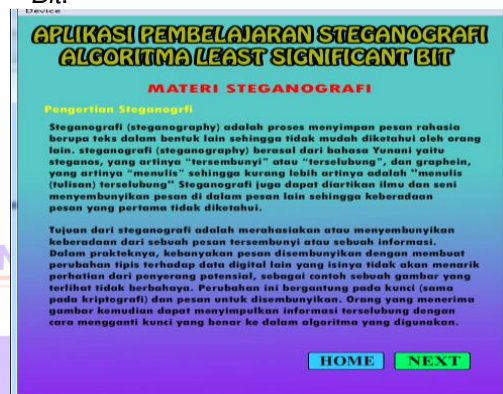 Bit.
Device
APLIKASI PEMBELAJARAN STEGANOGRAFI
ALGORITMA LEAST SIGNIFICANT BIT
MATERI STEGANOGRAFI
Pengertian Steganogrfi
Steganografi (steganography) adalah proses menyimpan pesan rahasia
berupa teks dalam bentuk lain sehingga tidak mudah diketahui oleh orang
lain. steganografi (steganography) berasal dari bahasa Yunani yaitu
steganos, yang artinya “tersembunyi” atau “terselubung”, dan graphein,
yang artinya “menulis” sehingga kurang lebih artinya adalah "menulis
(tulisan) terselubung" Steganografi juga dapat diartikan ilmu dan seni
menyembunyikan pesan di dalam pesan lain sehingga keberadaan
pesan yang pertama tidak diketahui.
Tujuan dari steganografi adalah merahasiakan atau menyembunyikan
keberadaan dari sebuah pesan tersembunyi atau sebuah informasi.
Dalam prakteknya, kebanyakan pesan disembunyikan dengan membuat
perubahan tipis terhadap data digital lain yang isinya tidak akan menarik
perhatian dari penyerang potensial, sebagai contoh sebuah gambar yang
terlihat tidak berbahaya. Perubahan ini bergantung pada kunci (sama
pada kriptografi) dan pesan untuk disembunyikan. Orang yang menerima
gambar kemudian dapat menyimpulkan informasi terselubung dengan
cara mengganti kunci yang benar ke dalam algoritma yang digunakan.
HOME NEXT